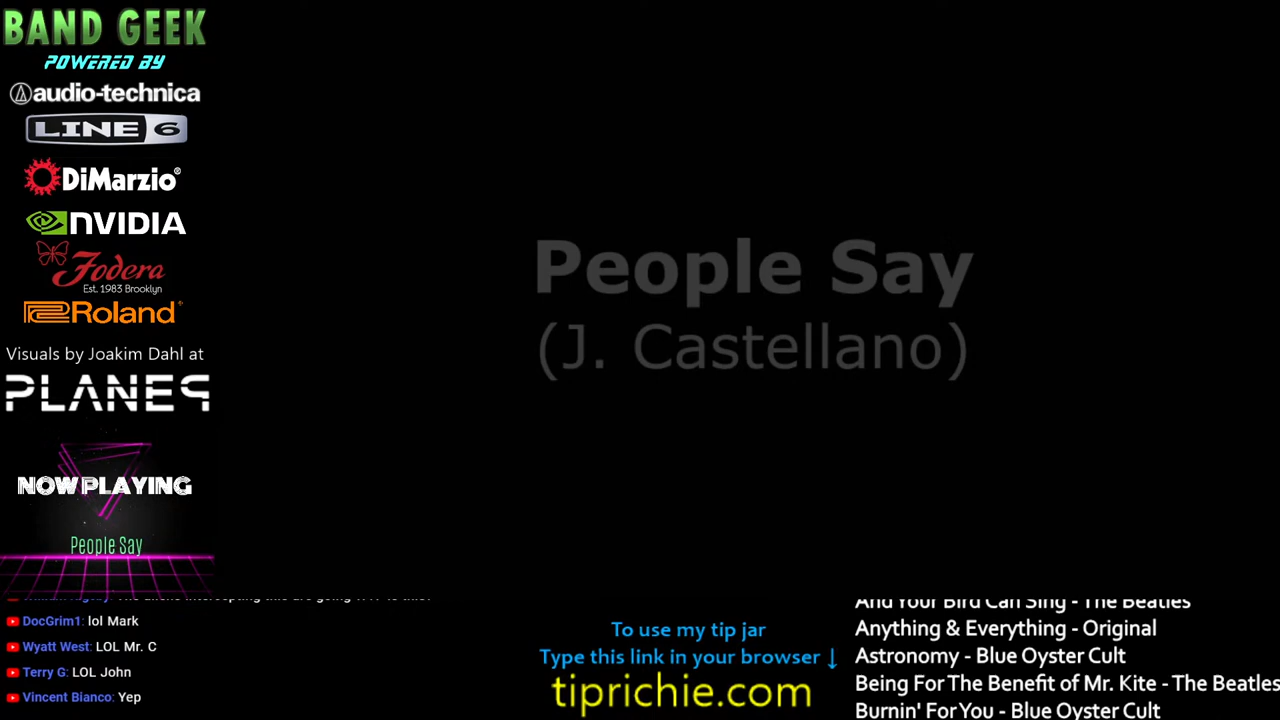 BAND GEEK
POWERED BY
audio-technica
LINE 6
DiMarzio®
NVIDIA
Fodera
Est. 1983 Brooklyn
Roland
Visuals by Joakim Dahl at
PLANE9
NOW PLAYING
People Say
People Say
(J. Castellano)
DocGrim1: lol Mark
Wyatt West: LOL Mr. C
Terry G: LOL John
Vincent Bianco: Yep
To use my tip jar
Type this link in your browser ↓
tiprichie.com
And Your Bird Can Sing - The Beatles
Anything & Everything - Original
Astronomy - Blue Oyster Cult
Being For The Benefit of Mr. Kite - The Beatles
Burnin' For You - Blue Oyster Cult